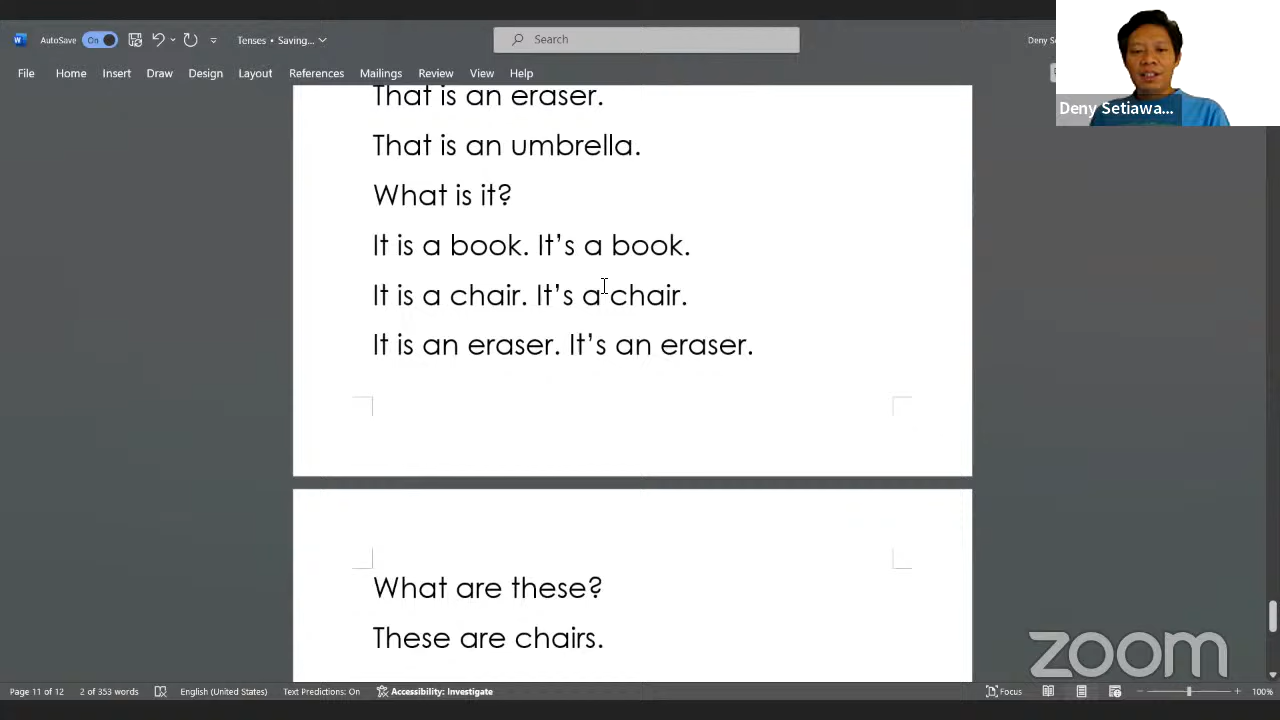 AutoSave On Tenses • Saving... Search Deny Se
File Home Insert Draw Design Layout References Mailings Review View Help
Deny Setiawa...
That is an eraser.
That is an umbrella.
What is it?
It is a book. It’s a book.
It is a chair. It’s a chair.
It is an eraser. It’s an eraser.
What are these?
These are chairs.
zoom
Page 11 of 12 2 of 353 words English (United States) Text Predictions: On Accessibility: Investigate Focus 100%